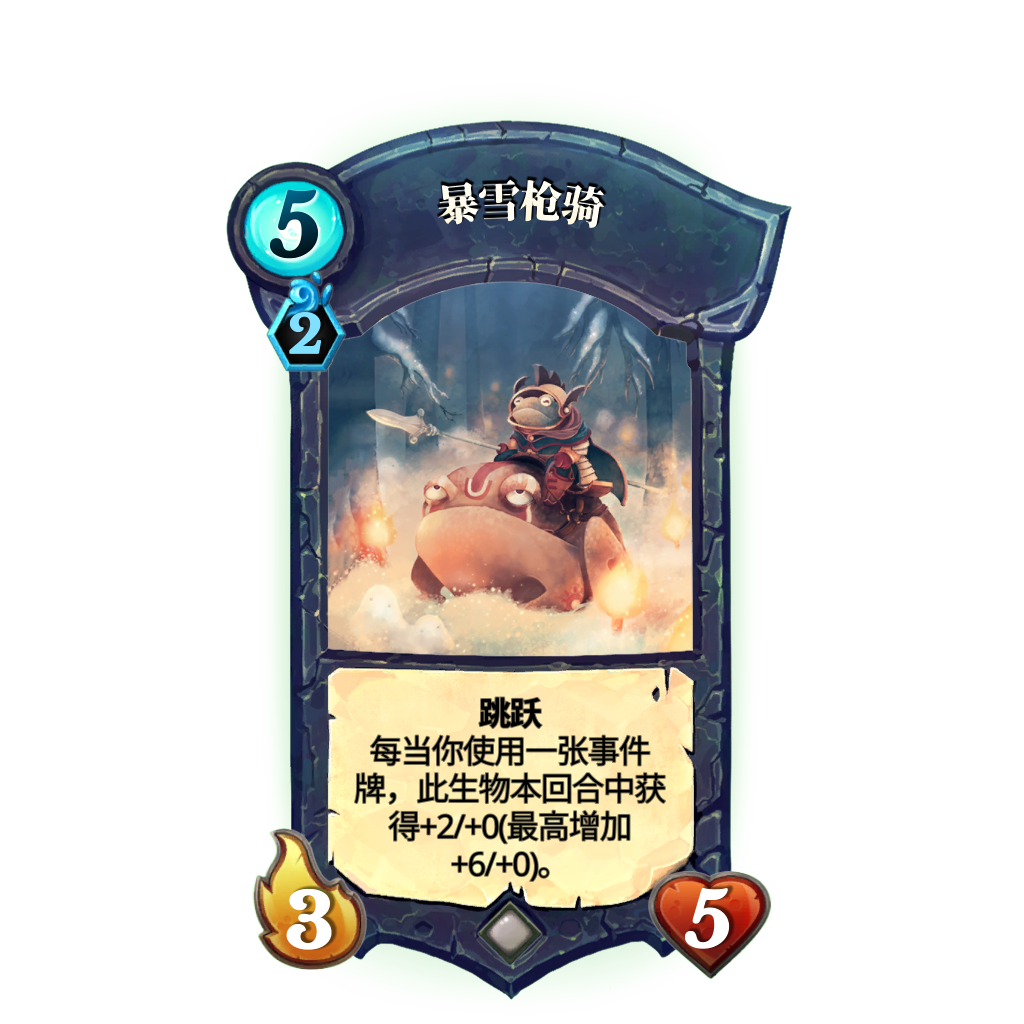 暴雪枪骑
5
2
跳跃
每当你使用一张事件
牌，此生物本回合中获
得+2/+0(最高增加
+6/+0)。
3
5